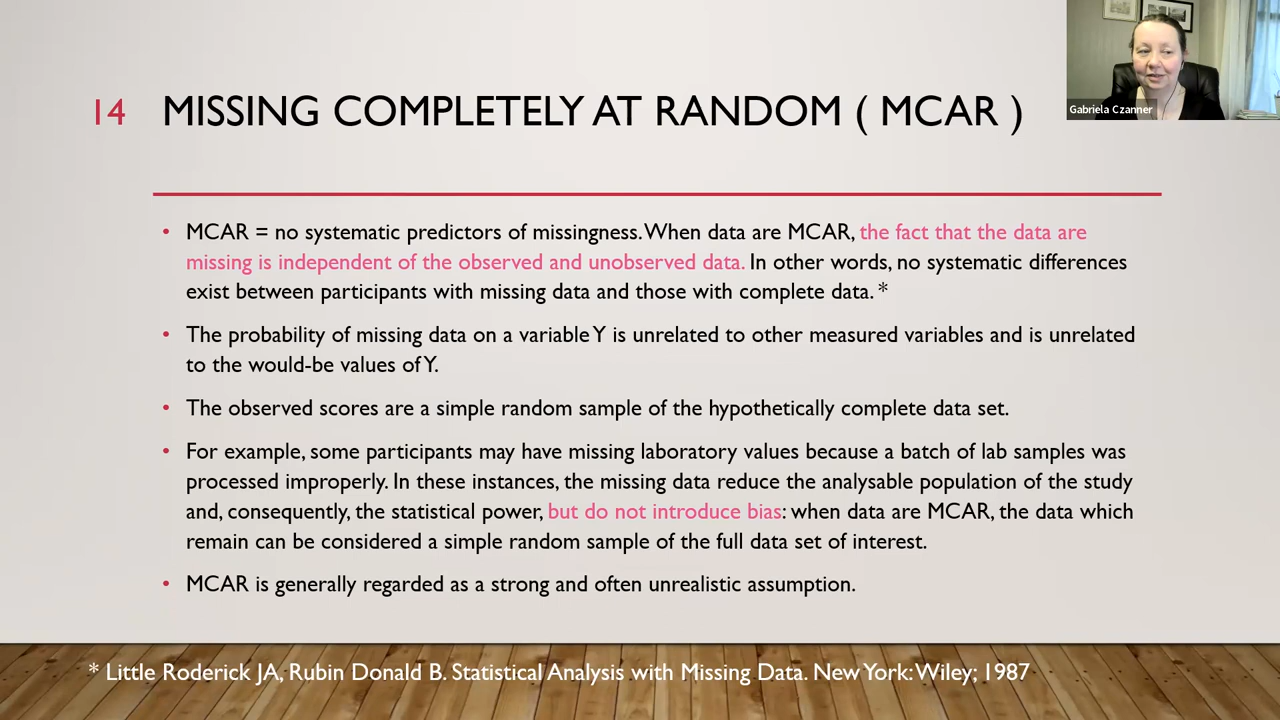 14 MISSING COMPLETELY AT RANDOM ( MCAR )
Gabriela Czanner
• MCAR = no systematic predictors of missingness. When data are MCAR, the fact that the data are
missing is independent of the observed and unobserved data. In other words, no systematic differences
exist between participants with missing data and those with complete data. *
• The probability of missing data on a variable Y is unrelated to other measured variables and is unrelated
to the would-be values of Y.
• The observed scores are a simple random sample of the hypothetically complete data set.
• For example, some participants may have missing laboratory values because a batch of lab samples was
processed improperly. In these instances, the missing data reduce the analysable population of the study
and, consequently, the statistical power, but do not introduce bias: when data are MCAR, the data which
remain can be considered a simple random sample of the full data set of interest.
• MCAR is generally regarded as a strong and often unrealistic assumption.
* Little Roderick JA, Rubin Donald B. Statistical Analysis with Missing Data. New York: Wiley; 1987